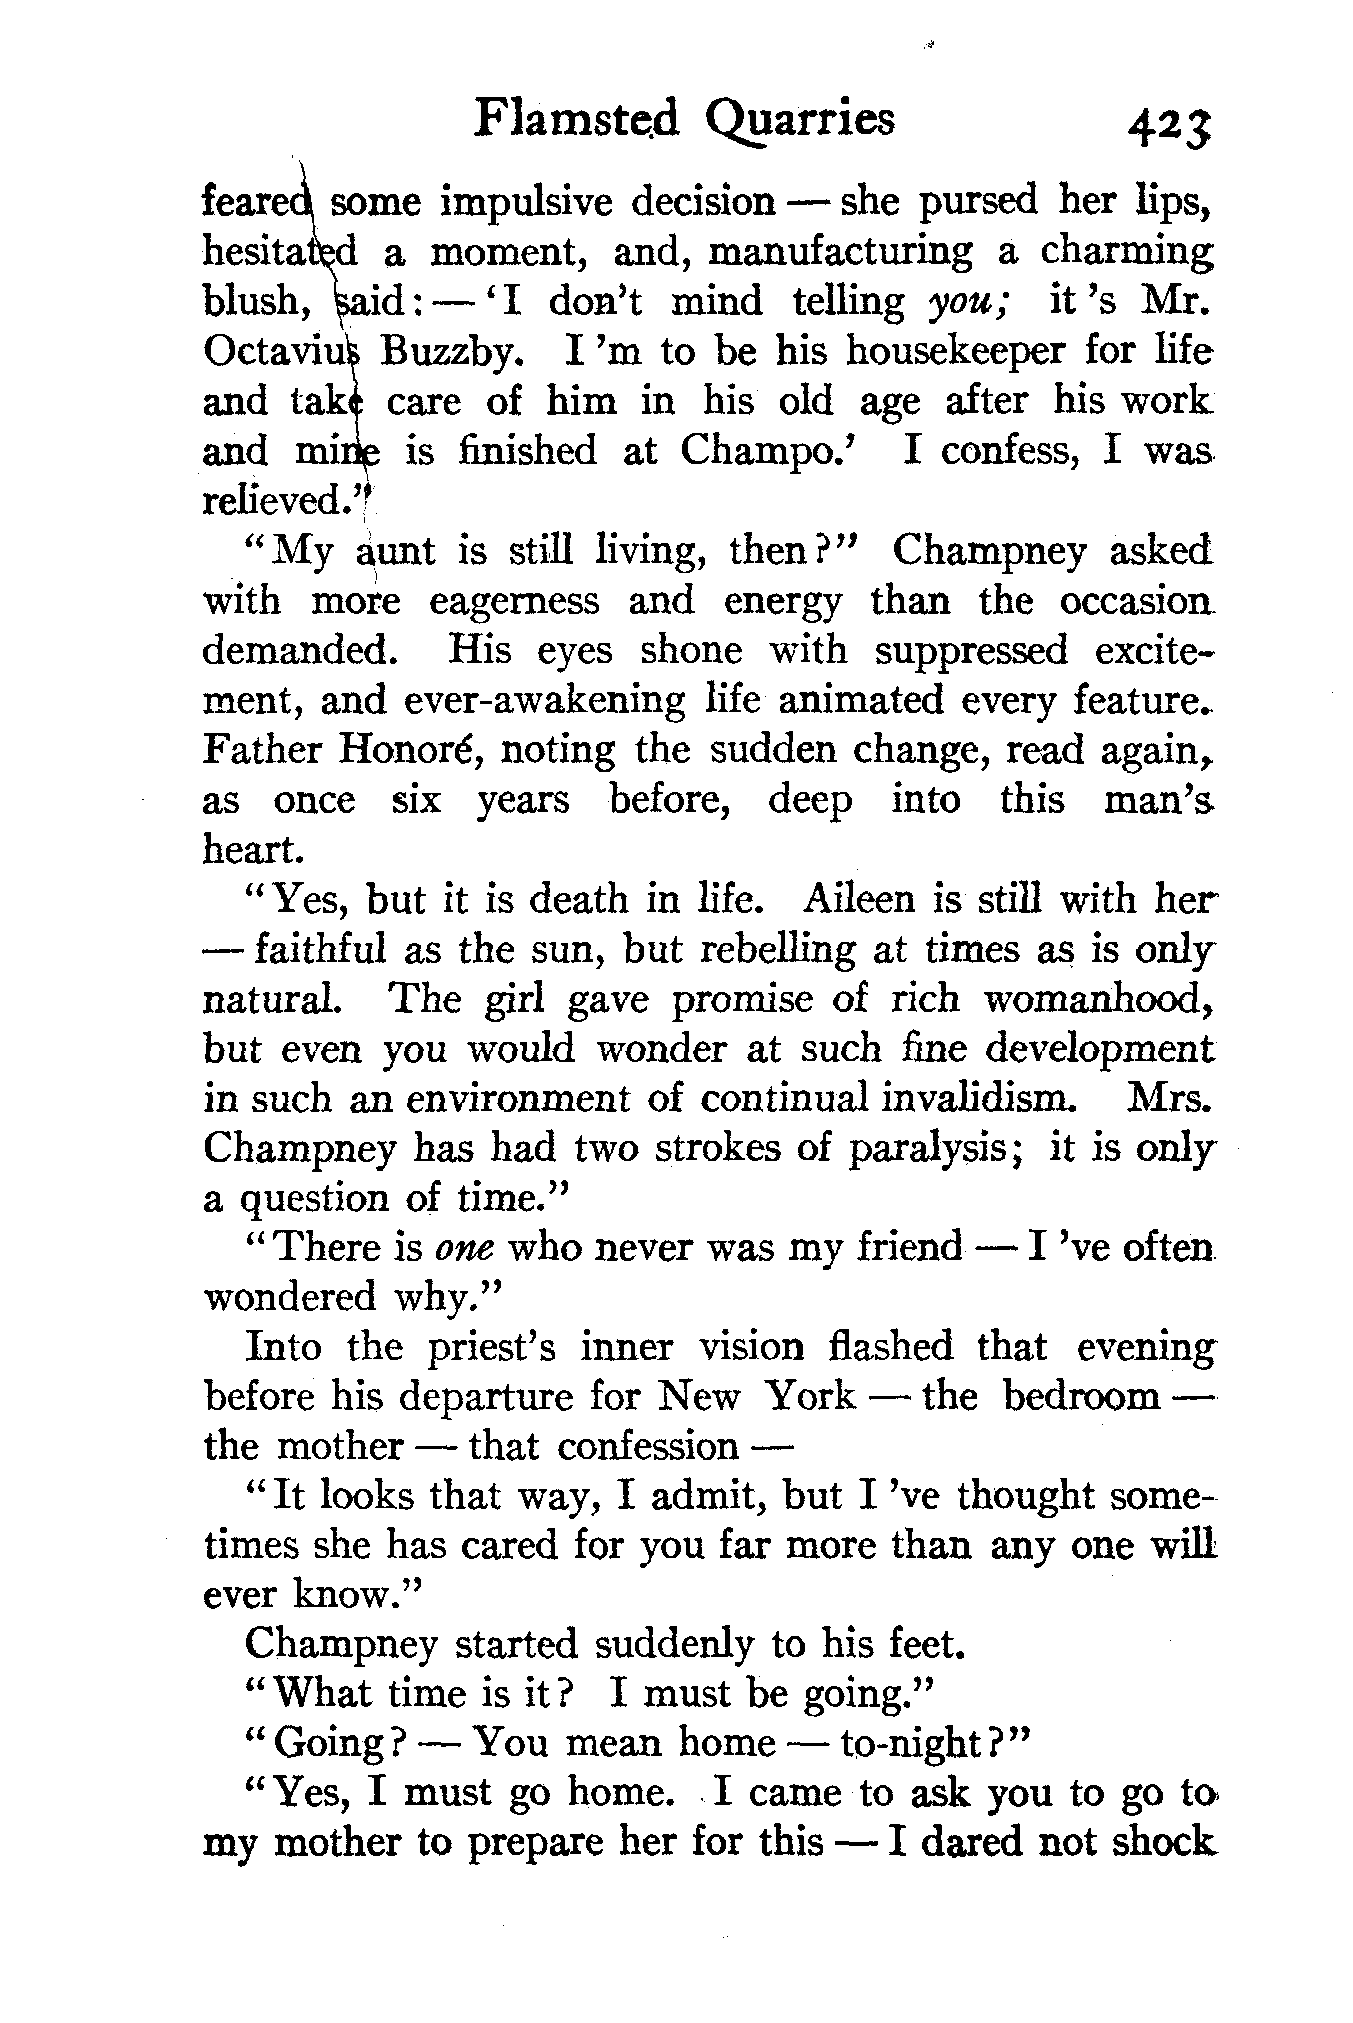 Flamsted Quarries 423
feared some impulsive decision — she pursed her lips,
hesitated a moment, and, manufacturing a charming
blush, said: — ‘I don’t mind telling you; it ’s Mr.
Octavius Buzzby. I ’m to be his housekeeper for life
and take care of him in his old age after his work
and mine is finished at Champo.’ I confess, I was
relieved.”
“My aunt is still living, then?” Champney asked
with more eagerness and energy than the occasion
demanded. His eyes shone with suppressed excite-
ment, and ever-awakening life animated every feature.
Father Honoré, noting the sudden change, read again,
as once six years before, deep into this man’s
heart.
“Yes, but it is death in life. Aileen is still with her
— faithful as the sun, but rebelling at times as is only
natural. The girl gave promise of rich womanhood,
but even you would wonder at such fine development
in such an environment of continual invalidism. Mrs.
Champney has had two strokes of paralysis; it is only
a question of time.”
“There is one who never was my friend — I ’ve often
wondered why.”
Into the priest’s inner vision flashed that evening
before his departure for New York — the bedroom —
the mother — that confession —
“It looks that way, I admit, but I ’ve thought some-
times she has cared for you far more than any one will
ever know.”
Champney started suddenly to his feet.
“What time is it? I must be going.”
“Going? — You mean home — to-night?”
“Yes, I must go home. I came to ask you to go to
my mother to prepare her for this — I dared not shock